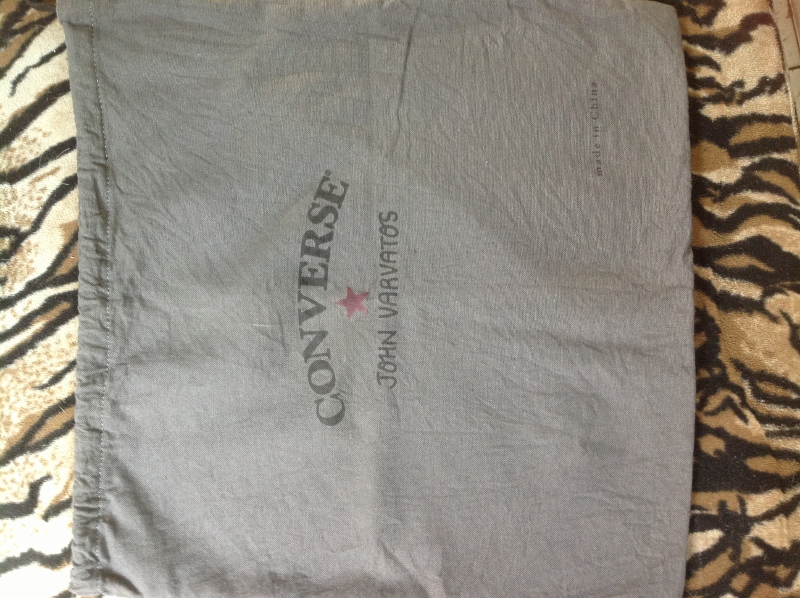 CONVERSE
JOHN VARVATOS
made in China